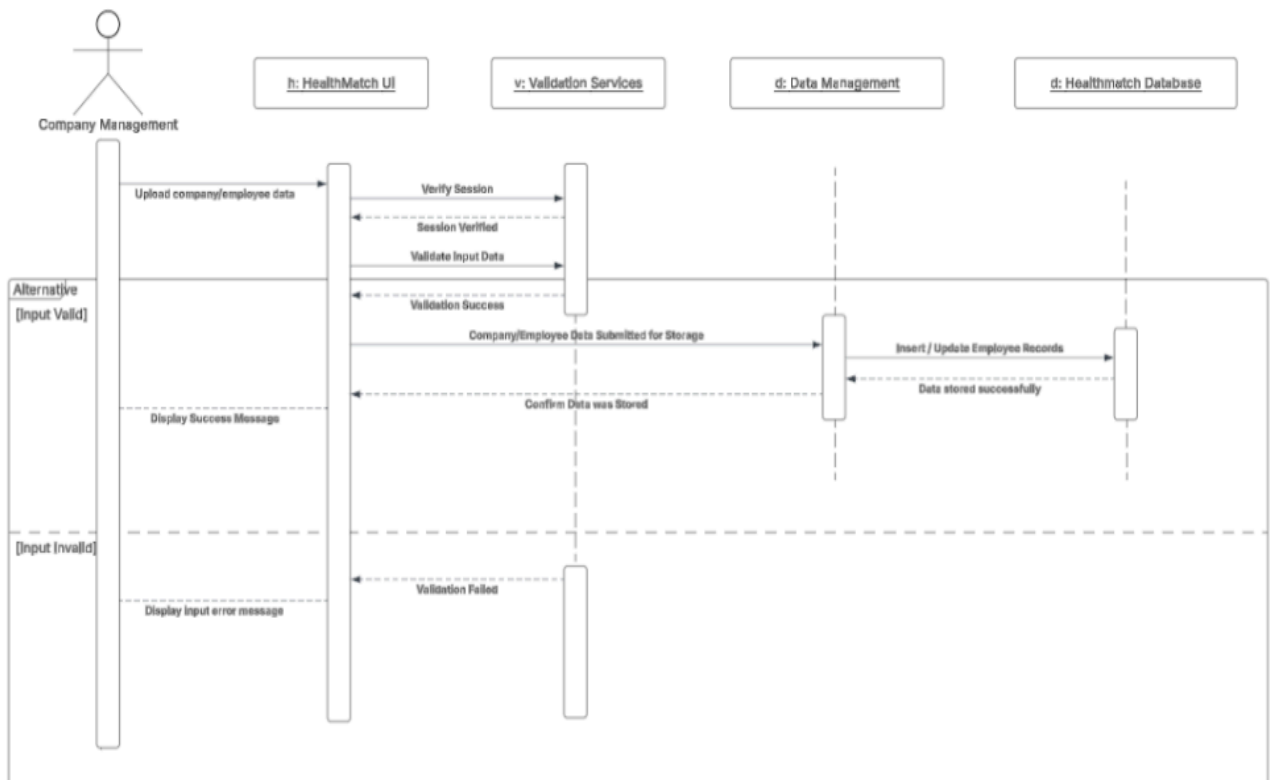 Company Management
h: HealthMatch UI
v: Validation Services
d: Data Management
d: Healthmatch Database
Upload company/employee data
Verify Session
Session Verified
Validate Input Data
Alternative
[Input Valid]
Validation Success
Company/Employee Data Submitted for Storage
Insert / Update Employee Records
Data stored successfully
Confirm Data was Stored
Display Success Message
[Input Invalid]
Validation Failed
Display input error message